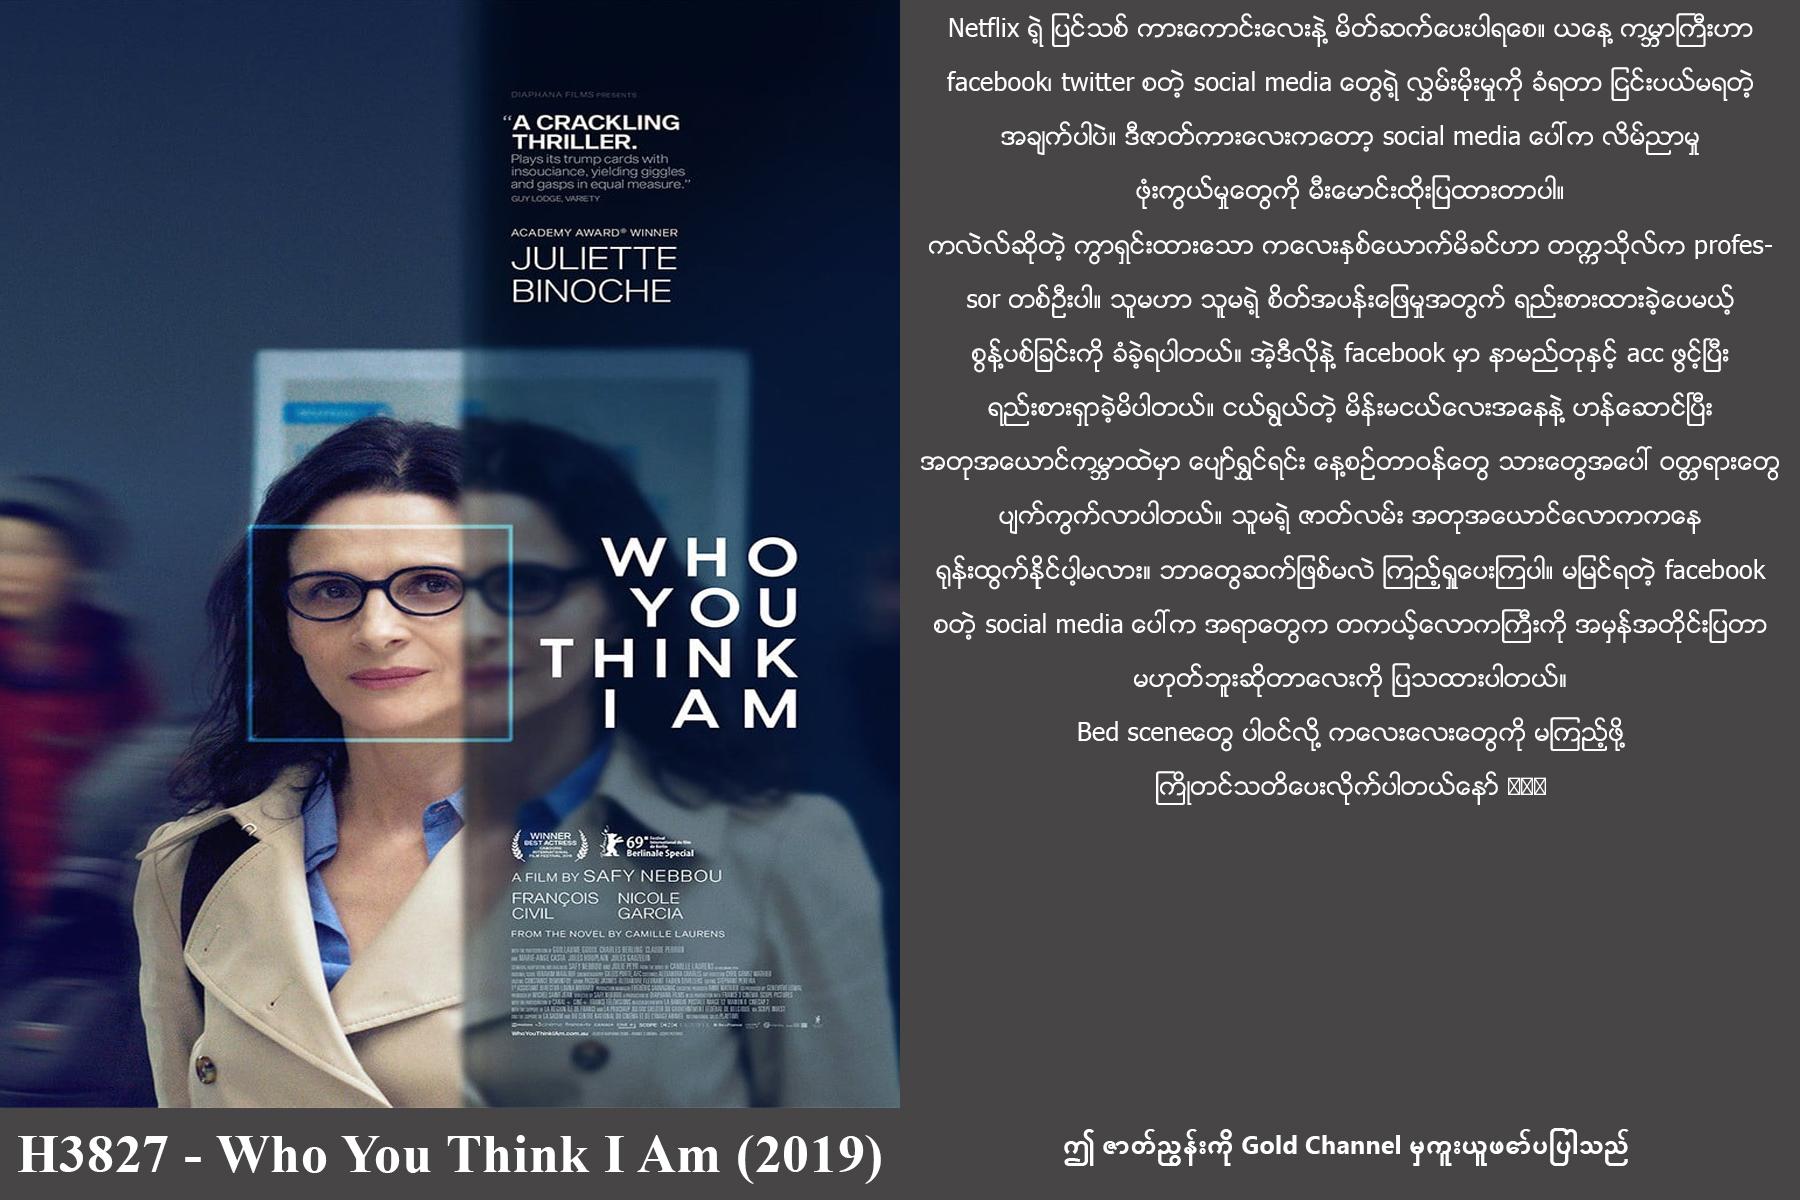 DIAPHANA FILMS PRESENTS
“A CRACKLING
THRILLER.
Plays its trump cards with
insouciance, yielding giggles
and gasps in equal measure.”
GUY LODGE, VARIETY
ACADEMY AWARD® WINNER
JULIETTE
BINOCHE
WHO
YOU
THINK
I AM
WINNER
BEST ACTRESS
69
Berlinale Special
A FILM BY SAFY NEBBOU
FRANÇOIS
CIVIL
NICOLE
GARCIA
FROM THE NOVEL BY CAMILLE LAURENS
WhoYouThinkIAm.com.au
H3827 - Who You Think I Am (2019)
Netflix ရဲ့ ပြင်သစ် ကားကောင်းလေးနဲ့ မိတ်ဆက်ပေးပါရစေ။ ယနေ့ ကမ္ဘာကြီးဟာ
facebook၊ twitter စတဲ့ social media တွေရဲ့ လွှမ်းမိုးမှုကို ခံရတာ ငြင်းပယ်မရတဲ့
အချက်ပါပဲ။ ဒီဇာတ်ကားလေးကတော့ social media ပေါ်က လိမ်ညာမှု
ဖုံးကွယ်မှုတွေကို မီးမောင်းထိုးပြထားတာပါ။
ကလဲလ်ဆိုတဲ့ ကွာရှင်းထားသော ကလေးနှစ်ယောက်မိခင်ဟာ တက္ကသိုလ်က profes-
sor တစ်ဦးပါ။ သူမဟာ သူမရဲ့ စိတ်အပန်းဖြေမှုအတွက် ရည်းစားထားခဲ့ပေမယ့်
စွန့်ပစ်ခြင်းကို ခံခဲ့ရပါတယ်။ အဲ့ဒီလိုနဲ့ facebook မှာ နာမည်တုနှင့် acc ဖွင့်ပြီး
ရည်းစားရှာခဲ့မိပါတယ်။ ငယ်ရွယ်တဲ့ မိန်းမငယ်လေးအနေနဲ့ ဟန်ဆောင်ပြီး
အတုအယောင်ကမ္ဘာထဲမှာ ပျော်ရွှင်ရင်း နေ့စဉ်တာဝန်တွေ သားတွေအပေါ် ဝတ္တရားတွေ
ပျက်ကွက်လာပါတယ်။ သူမရဲ့ ဇာတ်လမ်း အတုအယောင်လောကကနေ
ရုန်းထွက်နိုင်ပါ့မလား။ ဘာတွေဆက်ဖြစ်မလဲ ကြည့်ရှုပေးကြပါ။ မမြင်ရတဲ့ facebook
စတဲ့ social media ပေါ်က အရာတွေက တကယ့်လောကကြီးကို အမှန်အတိုင်းပြတာ
မဟုတ်ဘူးဆိုတာလေးကို ပြသထားပါတယ်။
Bed sceneတွေ ပါဝင်လို့ ကလေးလေးတွေကို မကြည့်ဖို့
ကြိုတင်သတိပေးလိုက်ပါတယ်နော်
ဤ ဇာတ်ညွှန်းကို Gold Channel မှကူးယူဖော်ပြပါသည်